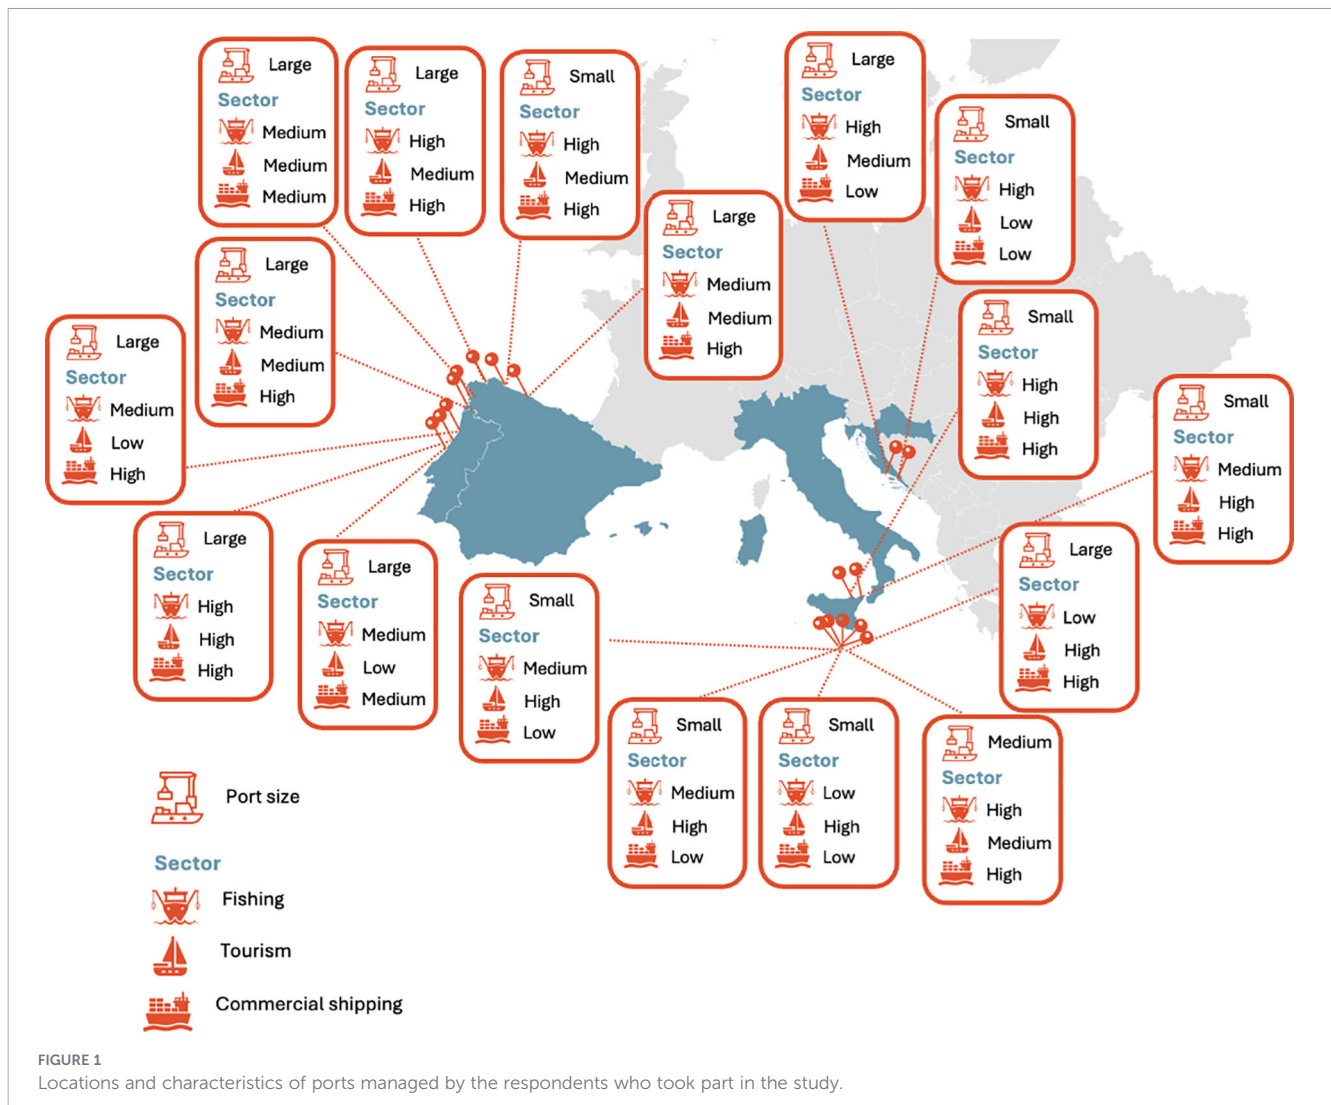 Large
Sector
Medium
Medium
Medium
Large
Sector
High
Medium
High
Small
Sector
High
Medium
High
Large
Sector
High
Medium
Low
Small
Sector
High
Low
Low
Large
Sector
Medium
Medium
High
Large
Sector
Medium
Medium
High
Small
Sector
High
High
High
Large
Sector
Medium
Low
High
Small
Sector
Medium
High
High
Large
Sector
High
High
High
Large
Sector
Medium
Low
Medium
Small
Sector
Medium
High
Low
Large
Sector
Low
High
High
Small
Sector
Medium
High
Low
Small
Sector
Low
High
Low
Medium
Sector
High
Medium
High
Port size
Sector
Fishing
Tourism
Commercial shipping
FIGURE 1
Locations and characteristics of ports managed by the respondents who took part in the study.